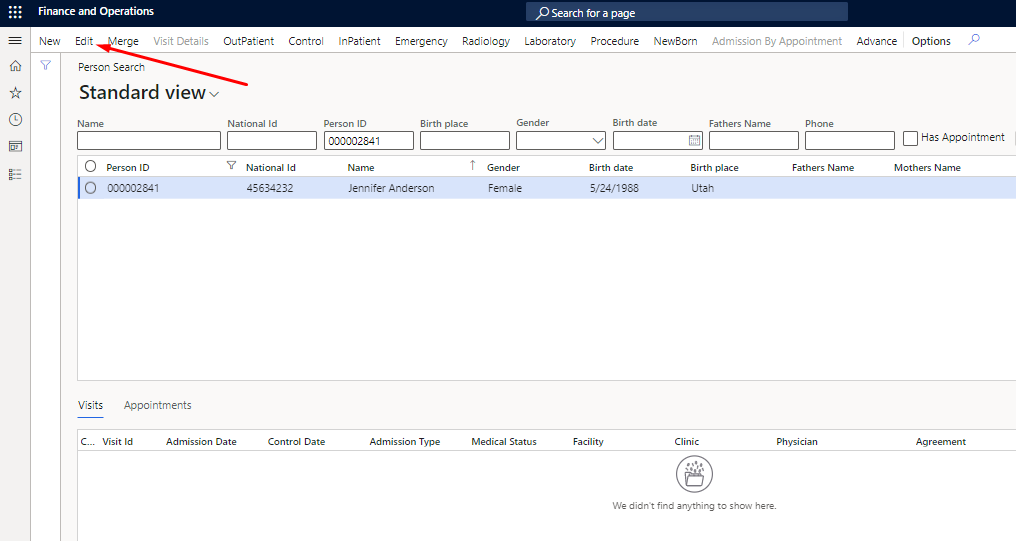 Finance and Operations
Search for a page
New Edit Merge Visit Details OutPatient Control InPatient Emergency Radiology Laboratory Procedure NewBorn Admission By Appointment Advance Options
Person Search
Standard view
Name National Id Person ID Birth place Gender Birth date Fathers Name Phone
000002841 Has Appointment
Person ID National Id Name Gender Birth date Birth place Fathers Name Mothers Name
000002841 45634232 Jennifer Anderson Female 5/24/1988 Utah
Visits Appointments
C... Visit Id Admission Date Control Date Admission Type Medical Status Facility Clinic Physician Agreement
We didn't find anything to show here.